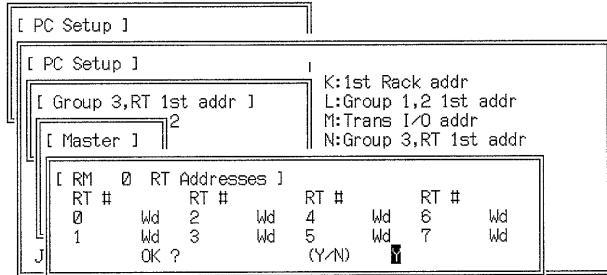 [ PC Setup ]
[ PC Setup ]
K:1st Rack addr
L:Group 1,2 1st addr
M:Trans I/O addr
N:Group 3,RT 1st addr
[ Group 3,RT 1st addr ]
2
[ Master ]
[ RM 0 RT Addresses ]
RT # RT # RT # RT #
0 Wd 2 Wd 4 Wd 6 Wd
1 Wd 3 Wd 5 Wd 7 Wd
J OK ? (Y/N) Y